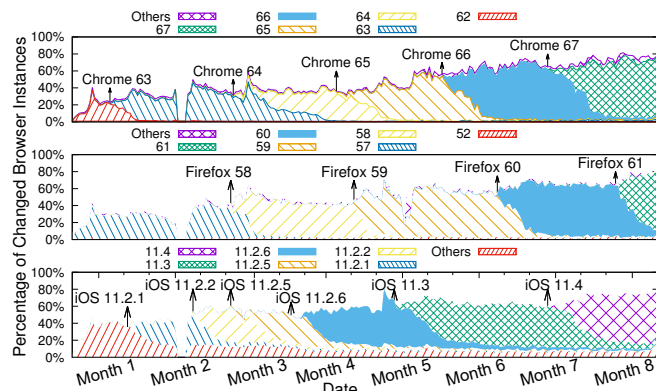 Others 66 64 62
67 65 63
100%
80%
60%
40%
20%
0%
Chrome 63
Chrome 64
Chrome 65
Chrome 66
Chrome 67
Others 60 58 52
61 59 57
100%
80%
60%
40%
20%
0%
Firefox 58
Firefox 59
Firefox 60
Firefox 61
11.4 11.2.6 11.2.2 Others
11.3 11.2.5 11.2.1
100%
80%
60%
40%
20%
0%
iOS 11.2.1
iOS 11.2.2
iOS 11.2.5
iOS 11.2.6
iOS 11.3
iOS 11.4
Percentage of Changed Browser Instances
Month 1 Month 2 Month 3 Month 4 Month 5 Month 6 Month 7 Month 8
Date